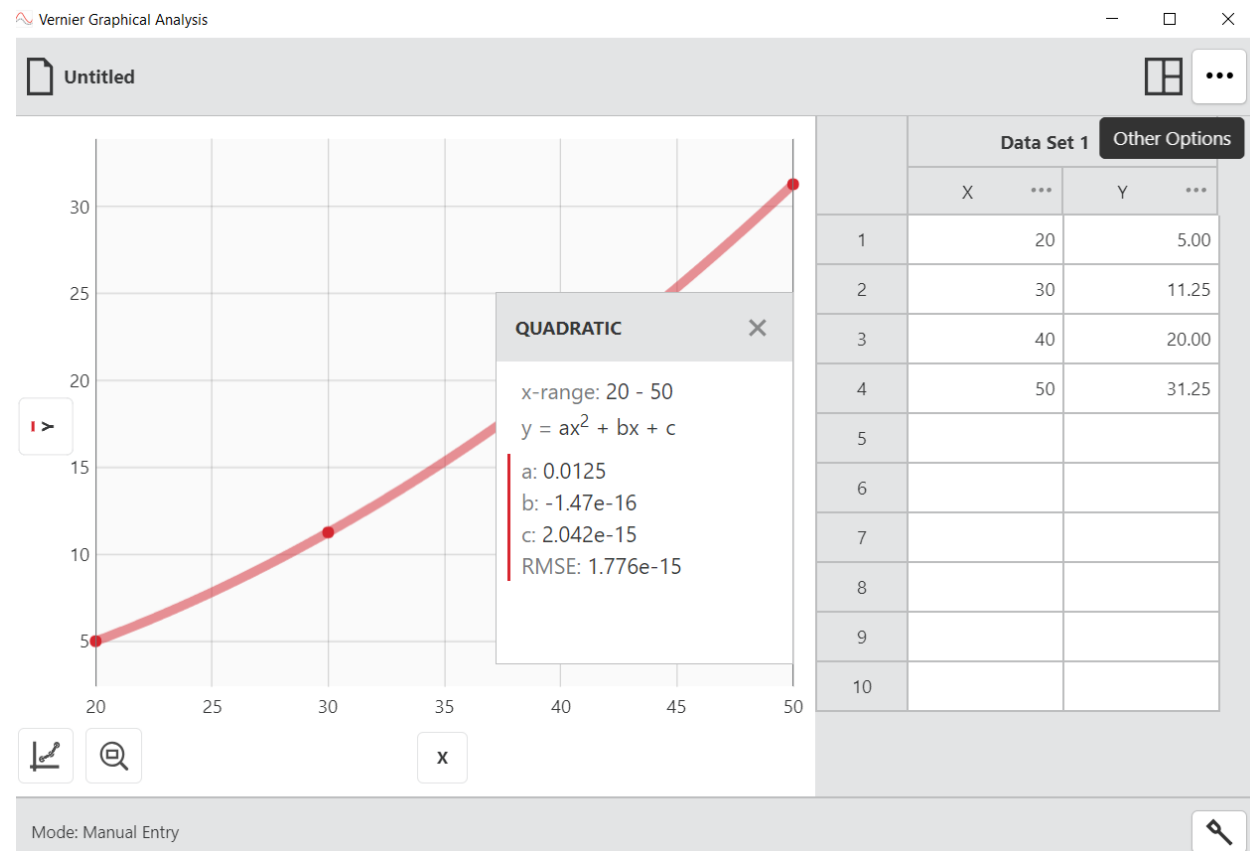 Vernier Graphical Analysis
Untitled
Other Options
Data Set 1
X Y
1 20 5.00
2 30 11.25
3 40 20.00
4 50 31.25
5
6
7
8
9
10
30
25
20
15
10
5
Y
20 25 30 35 40 45 50
X
QUADRATIC
x-range: 20 - 50
y = ax² + bx + c
a: 0.0125
b: -1.47e-16
c: 2.042e-15
RMSE: 1.776e-15
Mode: Manual Entry